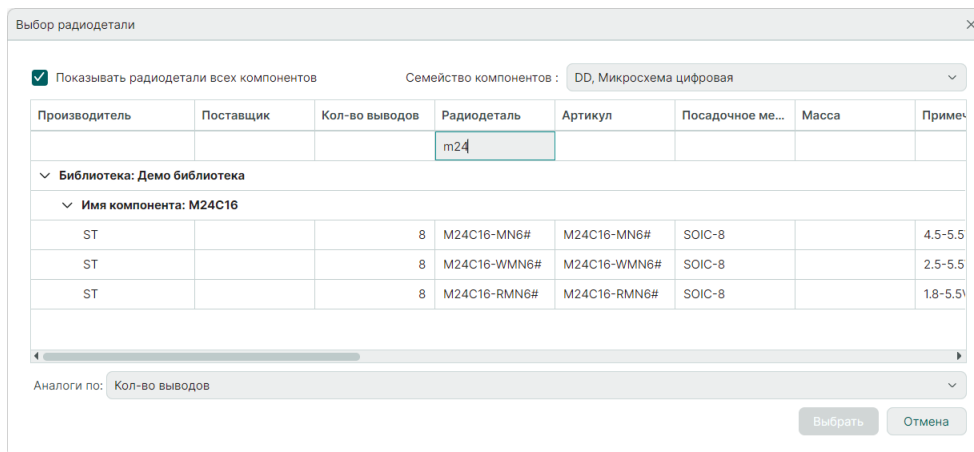 Выбор радиодетали
Показывать радиодетали всех компонентов Семейство компонентов : DD, Микросхема цифровая
Производитель Поставщик Кол-во выводов Радиодеталь Артикул Посадочное ме... Масса Примеч
m24
Библиотека: Демо библиотека
Имя компонента: M24C16
ST 8 M24C16-MN6# M24C16-MN6# SOIC-8 4.5-5.5
ST 8 M24C16-WMN6# M24C16-WMN6# SOIC-8 2.5-5.5
ST 8 M24C16-RMN6# M24C16-RMN6# SOIC-8 1.8-5.5V
Аналоги по: Кол-во выводов
Выбрать Отмена